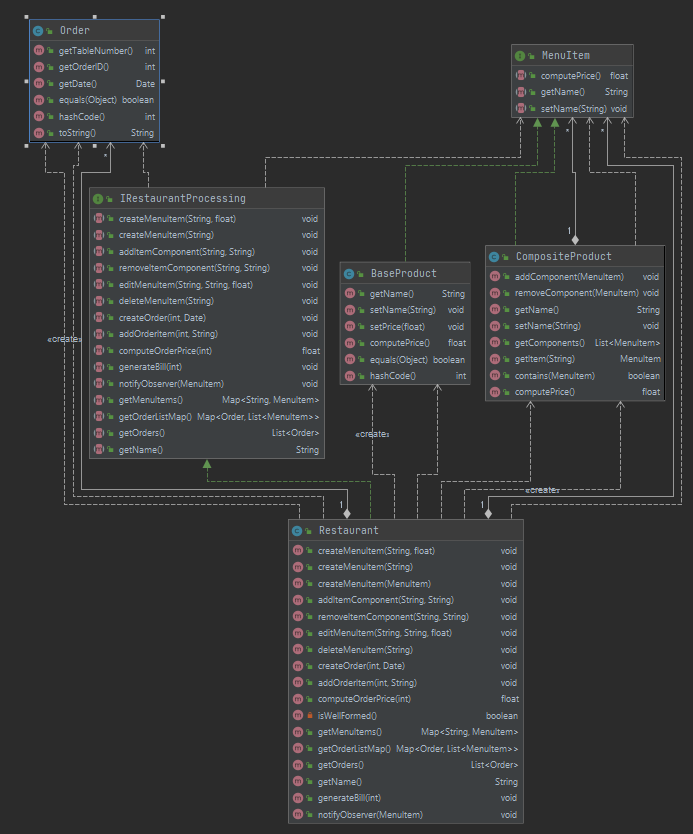 Order
getTableNumber() int
getOrderID() int
getDate() Date
equals(Object) boolean
hashCode() int
toString() String
MenuItem
computePrice() float
getName() String
setName(String) void
*
*
*
IRestaurantProcessing
createMenuItem(String, float) void
createMenuItem(String) void
addItemComponent(String, String) void
removeItemComponent(String, String) void
editMenuItem(String, String, float) void
deleteMenuItem(String) void
createOrder(int, Date) void
addOrderItem(int, String) void
computeOrderPrice(int) float
generateBill(int) void
notifyObserver(MenuItem) void
getMenuItems() Map<String, MenuItem>
getOrderListMap() Map<Order, List<MenuItem>>
getOrders() List<Order>
getName() String
BaseProduct
getName() String
setName(String) void
setPrice(float) void
computePrice() float
equals(Object) boolean
hashCode() int
1
CompositeProduct
addComponent(MenuItem) void
removeComponent(MenuItem) void
getName() String
setName(String) void
getComponents() List<MenuItem>
getItem(String) MenuItem
contains(MenuItem) boolean
computePrice() float
«create»
«create»
«create»
1
1
Restaurant
createMenuItem(String, float) void
createMenuItem(String) void
createMenuItem(MenuItem) void
addItemComponent(String, String) void
removeItemComponent(String, String) void
editMenuItem(String, String, float) void
deleteMenuItem(String) void
createOrder(int, Date) void
addOrderItem(int, String) void
computeOrderPrice(int) float
isWellFormed() boolean
getMenuItems() Map<String, MenuItem>
getOrderListMap() Map<Order, List<MenuItem>>
getOrders() List<Order>
getName() String
generateBill(int) void
notifyObserver(MenuItem) void